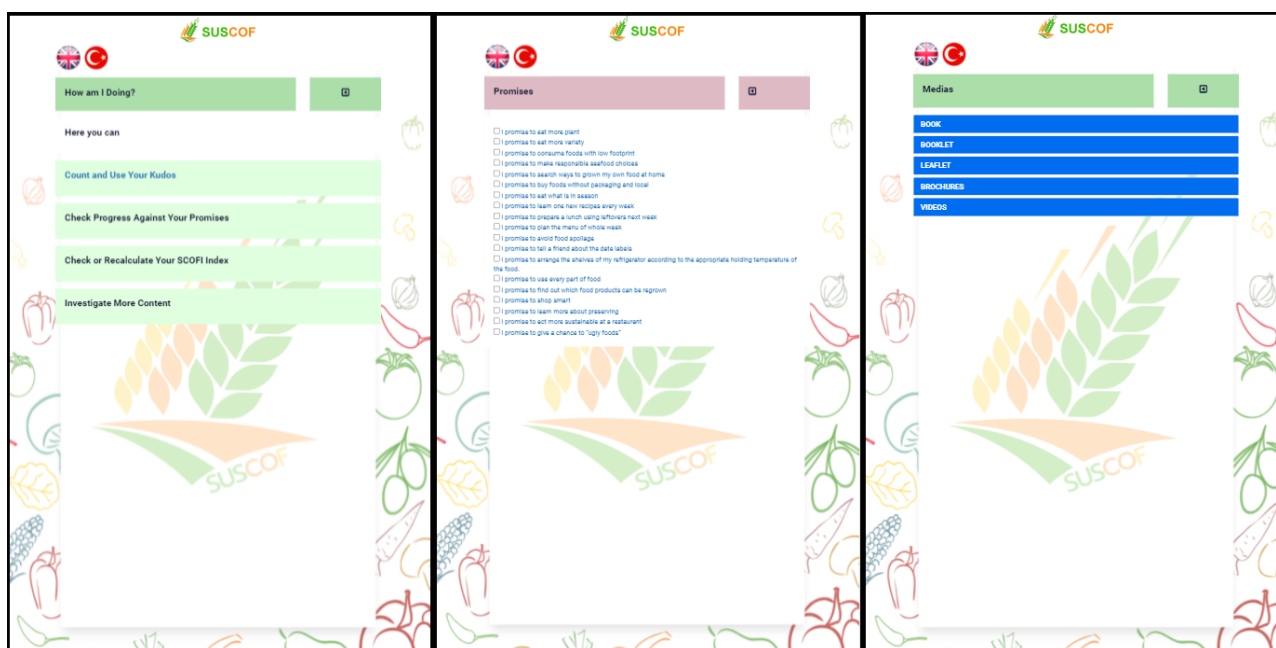 SUSCOF
How am I Doing?
Here you can
Count and Use Your Kudos
Check Progress Against Your Promises
Check or Recalculate Your SCOFI Index
Investigate More Content
SUSCOF
SUSCOF
Promises
I promise to eat more plant
I promise to eat more variety
I promise to consume foods with low footprint
I promise to make responsible seafood choices
I promise to search ways to grown my own food at home
I promise to buy foods without packaging and local
I promise to eat what is in season
I promise to learn one new recipes every week
I promise to prepare a lunch using leftovers next week
I promise to plan the menu of whole week
I promise to avoid food spoilage
I promise to tell a friend about the date labels
I promise to arrange the shelves of my refrigerator according to the appropriate holding temperature of
the food.
I promise to use every part of food
I promise to find out which food products can be regrown
I promise to shop smart
I promise to learn more about preserving
I promise to act more sustainable at a restaurant
I promise to give a chance to "ugly foods"
SUSCOF
SUSCOF
Medias
BOOK
BOOKLET
LEAFLET
BROCHURES
VIDEOS
SUSCOF